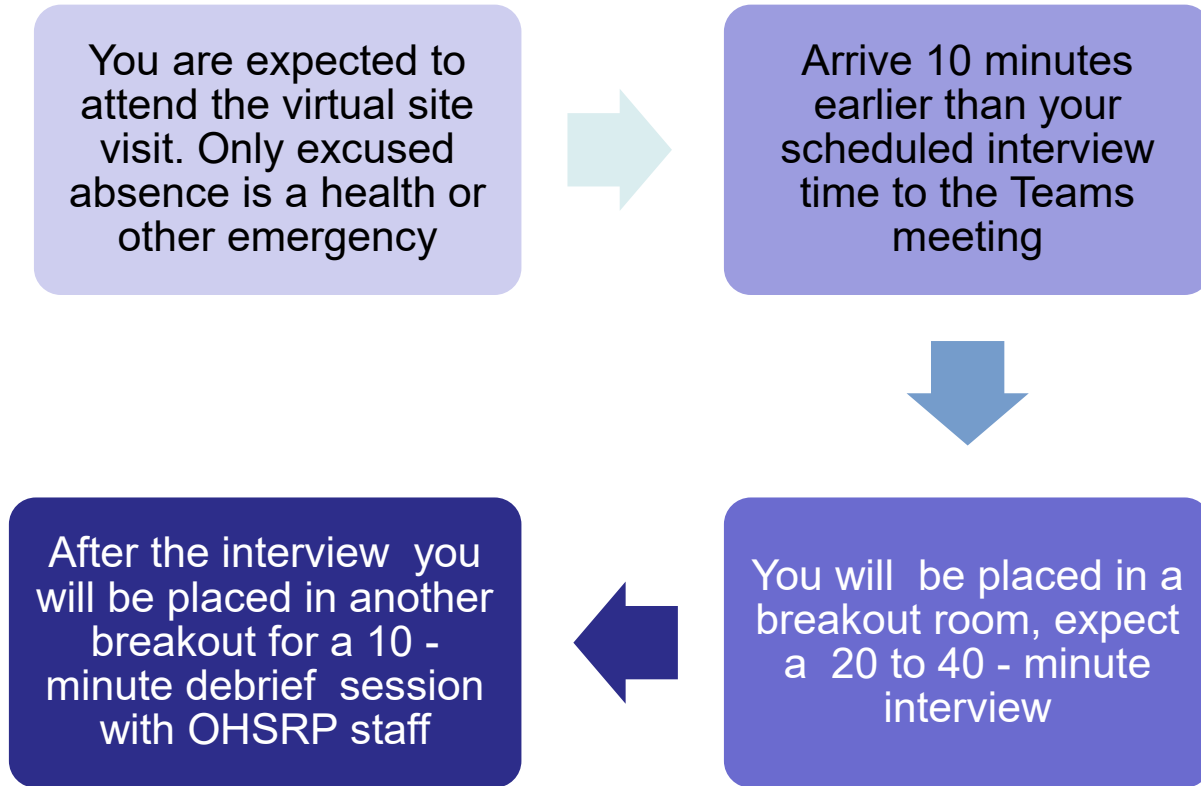 You are expected to
attend the virtual site
visit. Only excused
absence is a health or
other emergency
Arrive 10 minutes
earlier than your
scheduled interview
time to the Teams
meeting
You will  be placed in a
breakout room, expect
a  20 to 40 - minute
interview
After the interview  you
will be placed in another
breakout for a 10 -
minute debrief  session
with OHSRP staff